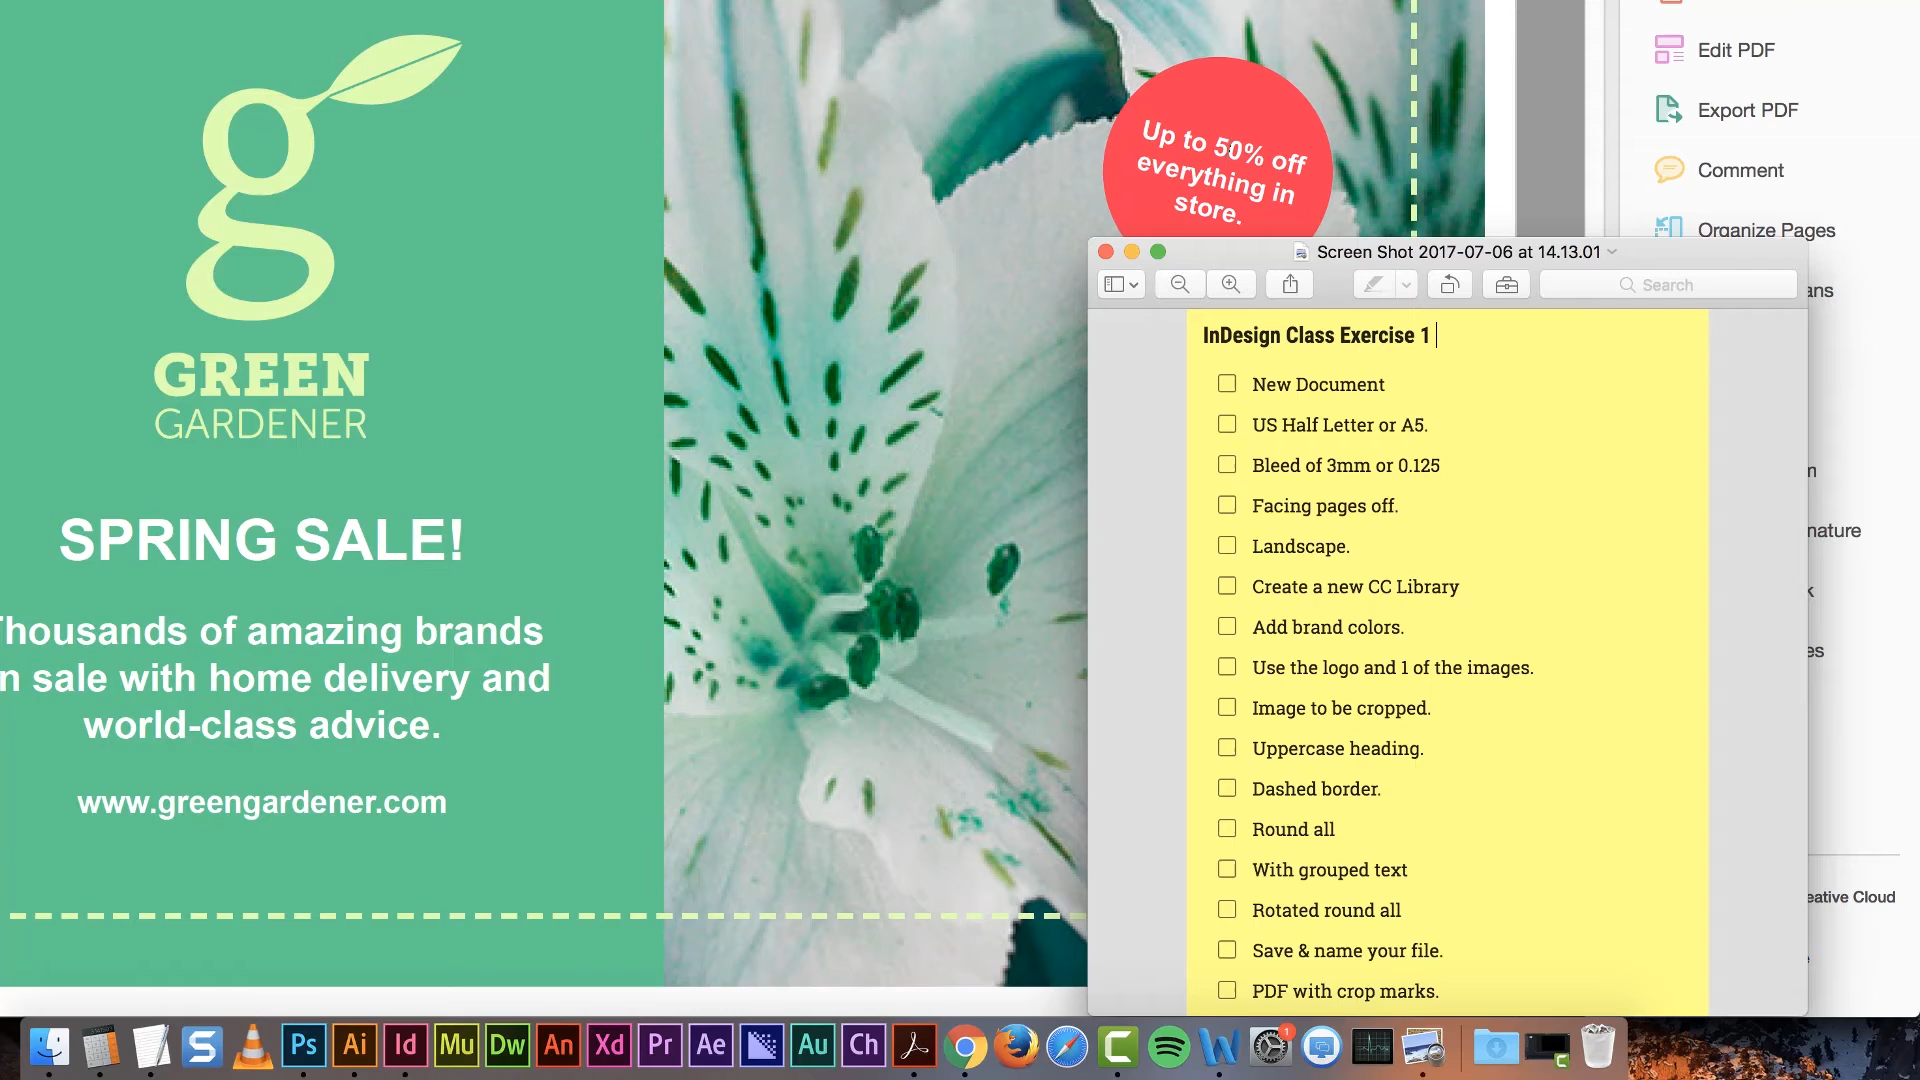 g
GREEN
GARDENER
SPRING SALE!
Thousands of amazing brands
n sale with home delivery and
world-class advice.
www.greengardener.com
Up to 50% off
everything in
store.
Edit PDF
Export PDF
Comment
Organize Pages
ans
m
nature
k
es
eative Cloud
e
Screen Shot 2017-07-06 at 14.13.01
Search
InDesign Class Exercise 1
New Document
US Half Letter or A5.
Bleed of 3mm or 0.125
Facing pages off.
Landscape.
Create a new CC Library
Add brand colors.
Use the logo and 1 of the images.
Image to be cropped.
Uppercase heading.
Dashed border.
Round all
With grouped text
Rotated round all
Save & name your file.
PDF with crop marks.
S Ps Ai Id Mu Dw An Xd Pr Ae Au Ch C W 1